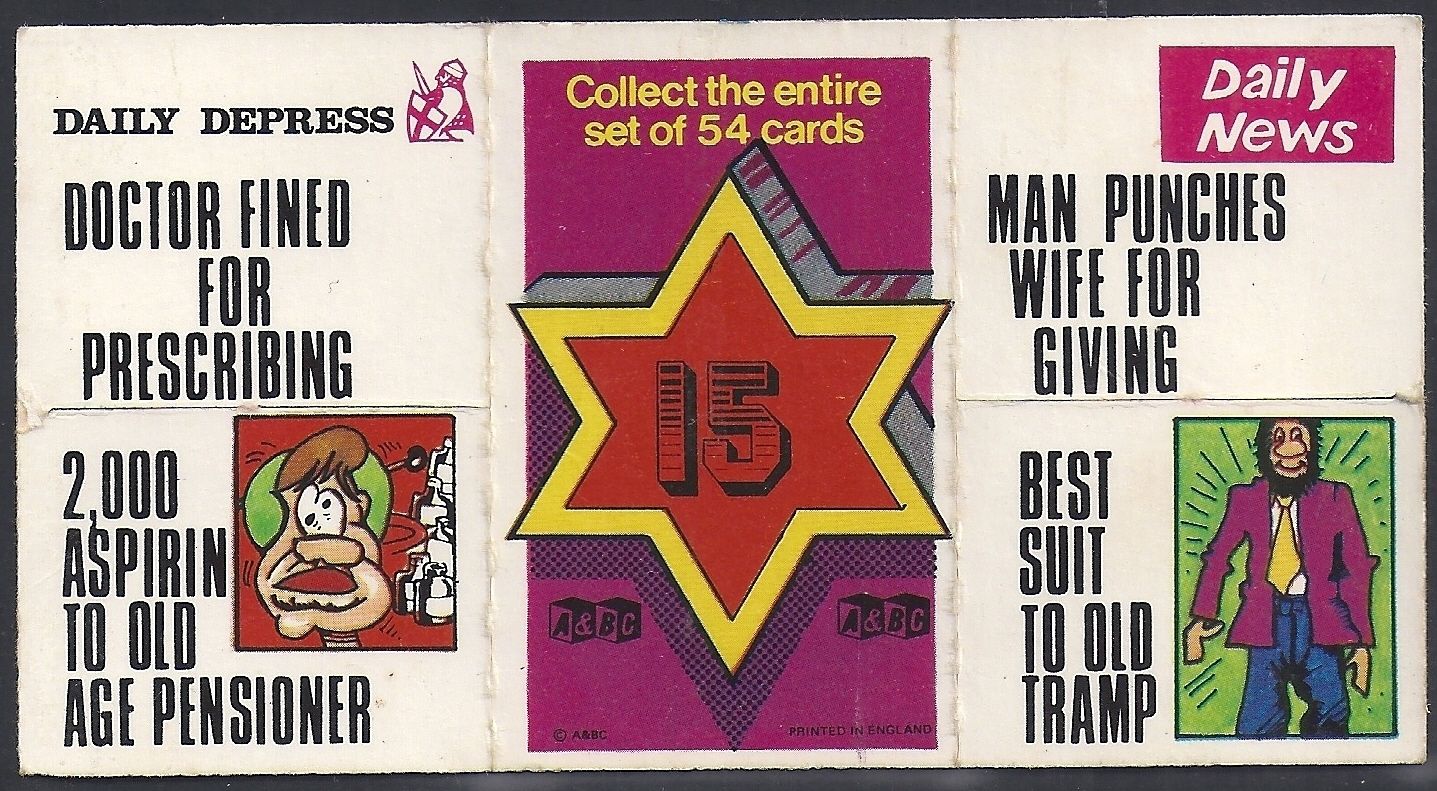 DAILY DEPRESS
DOCTOR FINED
FOR
PRESCRIBING
2,000
ASPIRIN
TO OLD
AGE PENSIONER
Collect the entire
set of 54 cards
15
A&BC
A&BC
© A&BC
PRINTED IN ENGLAND
Daily
News
MAN PUNCHES
WIFE FOR
GIVING
BEST
SUIT
TO OLD
TRAMP